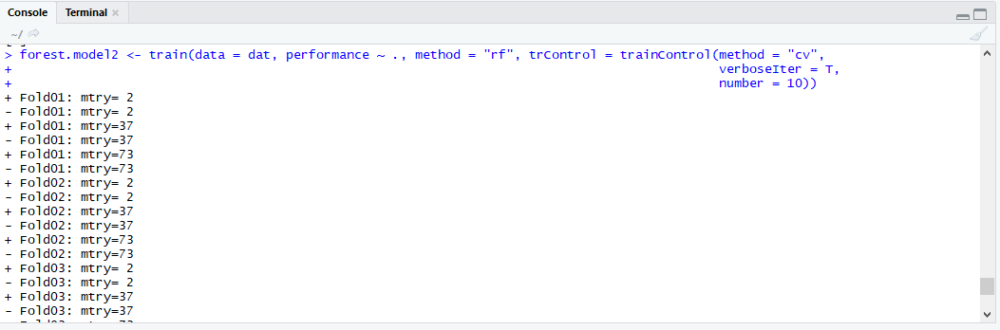 Console Terminal ×
~/
> forest.model2 <- train(data = dat, performance ~ ., method = "rf", trControl = trainControl(method = "cv",
+ verboseIter = T,
+ number = 10))
+ Fold01: mtry= 2
- Fold01: mtry= 2
+ Fold01: mtry=37
- Fold01: mtry=37
+ Fold01: mtry=73
- Fold01: mtry=73
+ Fold02: mtry= 2
- Fold02: mtry= 2
+ Fold02: mtry=37
- Fold02: mtry=37
+ Fold02: mtry=73
- Fold02: mtry=73
+ Fold03: mtry= 2
- Fold03: mtry= 2
+ Fold03: mtry=37
- Fold03: mtry=37